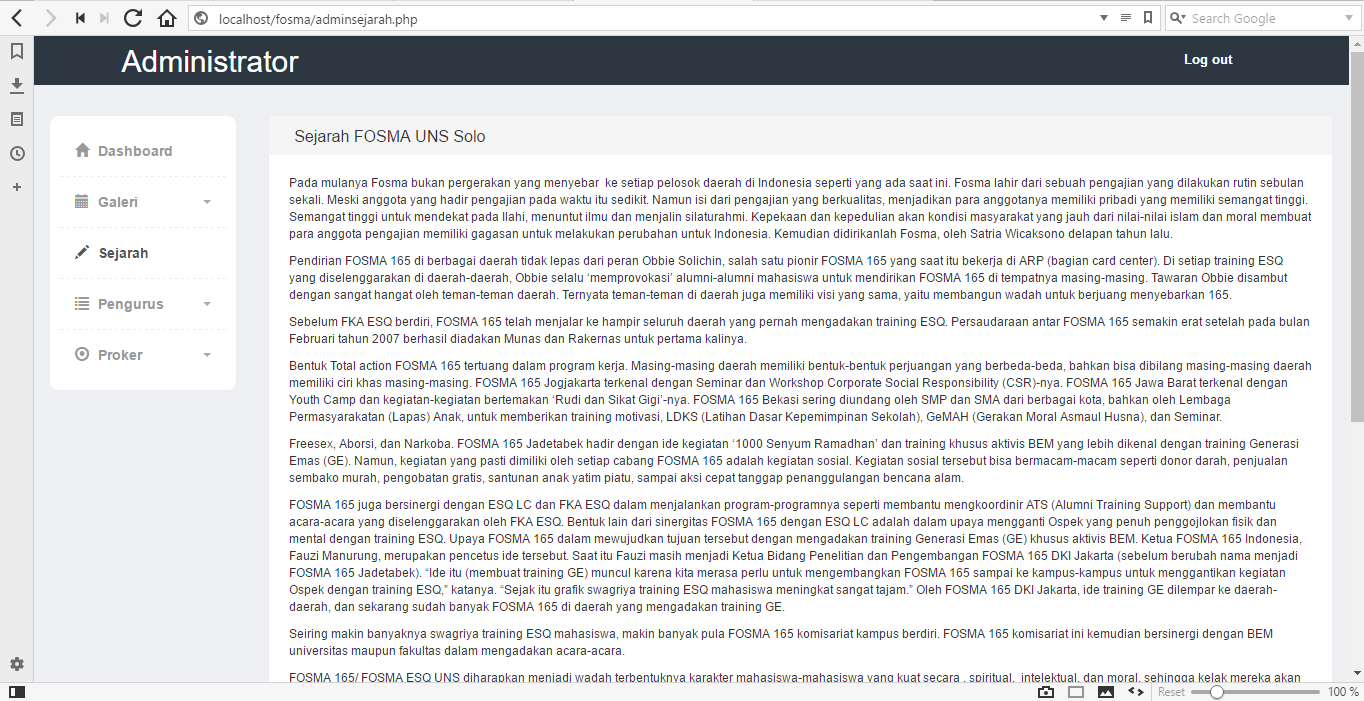 localhost/fosma/adminsejarah.php
Search Google
Administrator
Log out
Dashboard
Galeri
Sejarah
Pengurus
Proker
Sejarah FOSMA UNS Solo
Pada mulanya Fosma bukan pergerakan yang menyebar  ke setiap pelosok daerah di Indonesia seperti yang ada saat ini. Fosma lahir dari sebuah pengajian yang dilakukan rutin sebulan
sekali. Meski anggota yang hadir pengajian pada waktu itu sedikit. Namun isi dari pengajian yang berkualitas, menjadikan para anggotanya memiliki pribadi yang memiliki semangat tinggi.
Semangat tinggi untuk mendekat pada Ilahi, menuntut ilmu dan menjalin silaturahmi. Kepekaan dan kepedulian akan kondisi masyarakat yang jauh dari nilai-nilai islam dan moral membuat
para anggota pengajian memiliki gagasan untuk melakukan perubahan untuk Indonesia. Kemudian didirikanlah Fosma, oleh Satria Wicaksono delapan tahun lalu.
Pendirian FOSMA 165 di berbagai daerah tidak lepas dari peran Obbie Solichin, salah satu pionir FOSMA 165 yang saat itu bekerja di ARP (bagian card center). Di setiap training ESQ
yang diselenggarakan di daerah-daerah, Obbie selalu ‘memprovokasi’ alumni-alumni mahasiswa untuk mendirikan FOSMA 165 di tempatnya masing-masing. Tawaran Obbie disambut
dengan sangat hangat oleh teman-teman daerah. Ternyata teman-teman di daerah juga memiliki visi yang sama, yaitu membangun wadah untuk berjuang menyebarkan 165.
Sebelum FKA ESQ berdiri, FOSMA 165 telah menjalar ke hampir seluruh daerah yang pernah mengadakan training ESQ. Persaudaraan antar FOSMA 165 semakin erat setelah pada bulan
Februari tahun 2007 berhasil diadakan Munas dan Rakernas untuk pertama kalinya.
Bentuk Total action FOSMA 165 tertuang dalam program kerja. Masing-masing daerah memiliki bentuk-bentuk perjuangan yang berbeda-beda, bahkan bisa dibilang masing-masing daerah
memiliki ciri khas masing-masing. FOSMA 165 Jogjakarta terkenal dengan Seminar dan Workshop Corporate Social Responsibility (CSR)-nya. FOSMA 165 Jawa Barat terkenal dengan
Youth Camp dan kegiatan-kegiatan bertemakan ‘Rudi dan Sikat Gigi’-nya. FOSMA 165 Bekasi sering diundang oleh SMP dan SMA dari berbagai kota, bahkan oleh Lembaga
Permasyarakatan (Lapas) Anak, untuk memberikan training motivasi, LDKS (Latihan Dasar Kepemimpinan Sekolah), GeMAH (Gerakan Moral Asmaul Husna), dan Seminar.
Freesex, Aborsi, dan Narkoba. FOSMA 165 Jadetabek hadir dengan ide kegiatan ‘1000 Senyum Ramadhan’ dan training khusus aktivis BEM yang lebih dikenal dengan training Generasi
Emas (GE). Namun, kegiatan yang pasti dimiliki oleh setiap cabang FOSMA 165 adalah kegiatan sosial. Kegiatan sosial tersebut bisa bermacam-macam seperti donor darah, penjualan
sembako murah, pengobatan gratis, santunan anak yatim piatu, sampai aksi cepat tanggap penanggulangan bencana alam.
FOSMA 165 juga bersinergi dengan ESQ LC dan FKA ESQ dalam menjalankan program-programnya seperti membantu mengkoordinir ATS (Alumni Training Support) dan membantu
acara-acara yang diselenggarakan oleh FKA ESQ. Bentuk lain dari sinergitas FOSMA 165 dengan ESQ LC adalah dalam upaya mengganti Ospek yang penuh penggojlokan fisik dan
mental dengan training ESQ. Upaya FOSMA 165 dalam mewujudkan tujuan tersebut dengan mengadakan training Generasi Emas (GE) khusus aktivis BEM. Ketua FOSMA 165 Indonesia,
Fauzi Manurung, merupakan pencetus ide tersebut. Saat itu Fauzi masih menjadi Ketua Bidang Penelitian dan Pengembangan FOSMA 165 DKI Jakarta (sebelum berubah nama menjadi
FOSMA 165 Jadetabek). “Ide itu (membuat training GE) muncul karena kita merasa perlu untuk mengembangkan FOSMA 165 sampai ke kampus-kampus untuk menggantikan kegiatan
Ospek dengan training ESQ,” katanya. “Sejak itu grafik swagriya training ESQ mahasiswa meningkat sangat tajam.” Oleh FOSMA 165 DKI Jakarta, ide training GE dilempar ke daerah-
daerah, dan sekarang sudah banyak FOSMA 165 di daerah yang mengadakan training GE.
Seiring makin banyaknya swagriya training ESQ mahasiswa, makin banyak pula FOSMA 165 komisariat kampus berdiri. FOSMA 165 komisariat ini kemudian bersinergi dengan BEM
universitas maupun fakultas dalam mengadakan acara-acara.
FOSMA 165/ FOSMA ESQ UNS diharapkan menjadi wadah terbentuknya karakter mahasiswa-mahasiswa yang kuat secara , spiritual,  intelektual, dan moral, sehingga kelak mereka akan
Reset
100 %